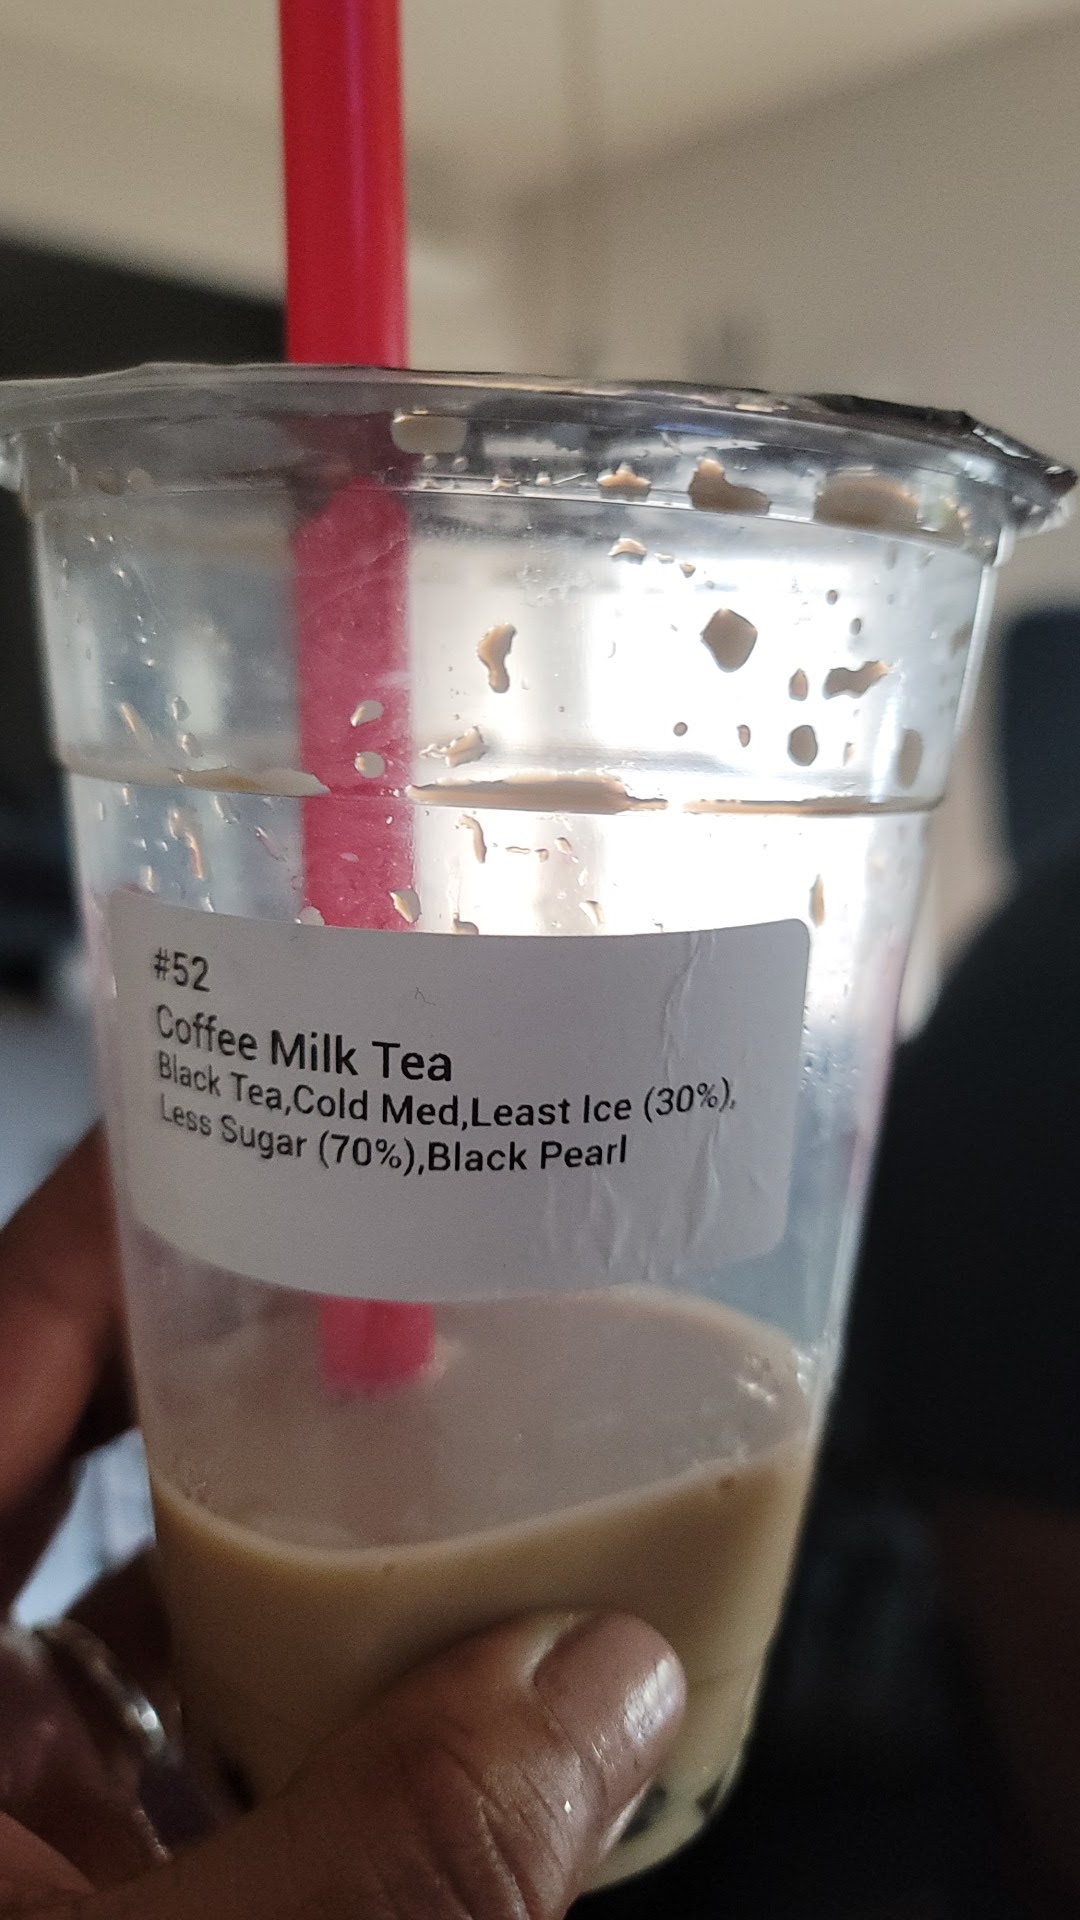 #52
Coffee Milk Tea
Black Tea,Cold Med,Least Ice (30%),
Less Sugar (70%),Black Pearl